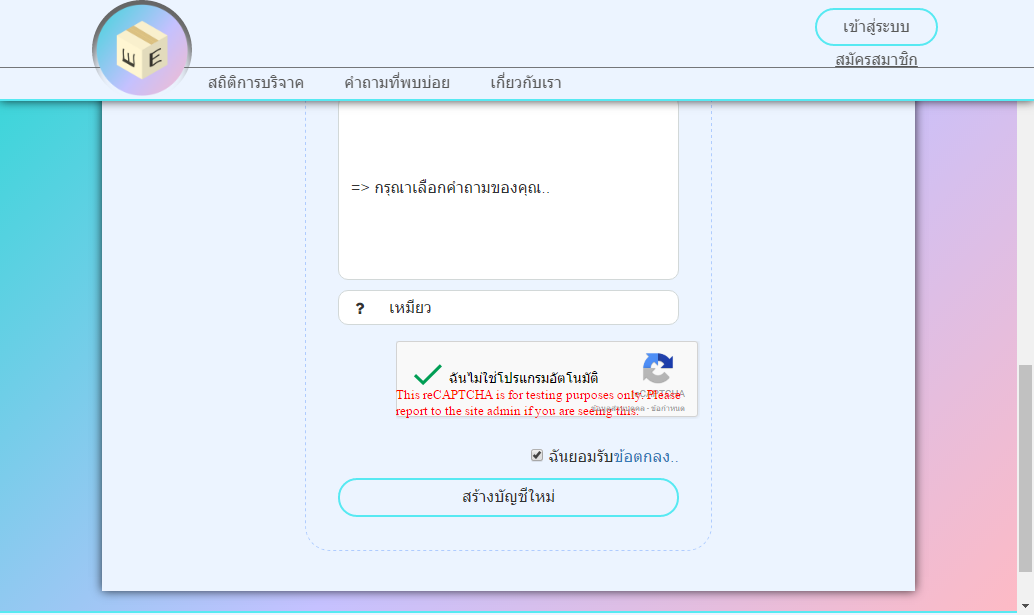 เข้าสู่ระบบ
สมัครสมาชิก
สถิติการบริจาค คำถามที่พบบ่อย เกี่ยวกับเรา
=> กรุณาเลือกคำถามของคุณ..
? เหมียว
ฉันไม่ใช่โปรแกรมอัตโนมัติ
reCAPTCHA
This reCAPTCHA is for testing purposes only. Please
report to the site admin if you are seeing this.
ฉันยอมรับข้อตกลง..
สร้างบัญชีใหม่